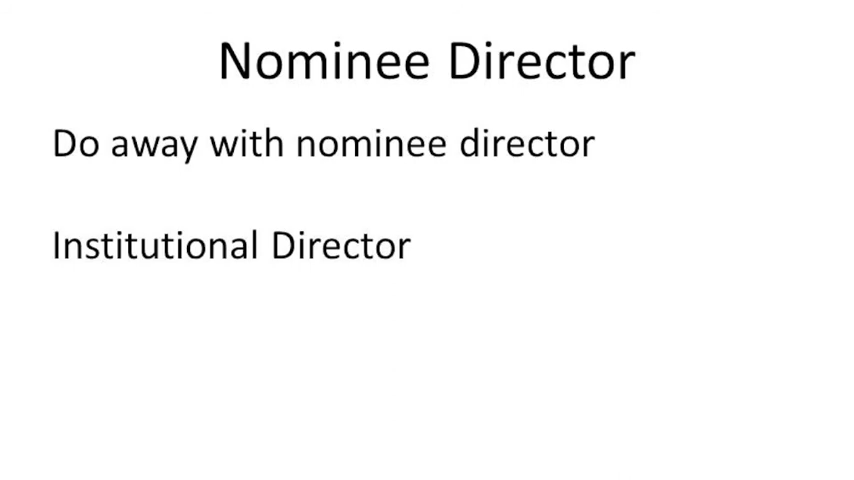 Nominee Director
Do away with nominee director
Institutional Director